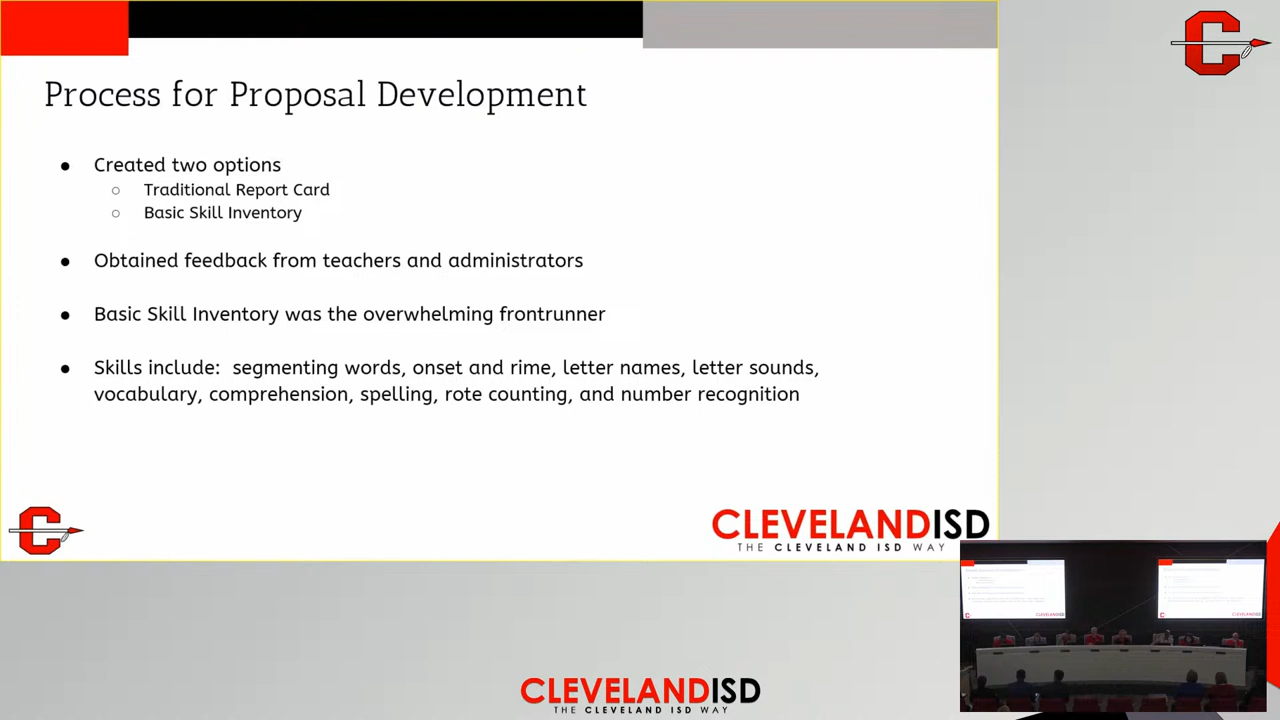 Process for Proposal Development
● Created two options
○ Traditional Report Card
○ Basic Skill Inventory
● Obtained feedback from teachers and administrators
● Basic Skill Inventory was the overwhelming frontrunner
● Skills include:  segmenting words, onset and rime, letter names, letter sounds,
vocabulary, comprehension, spelling, rote counting, and number recognition
C
C
CLEVELANDISD
THE CLEVELAND ISD WAY
CLEVELANDISD
CLEVELANDISD
THE CLEVELAND ISD WAY